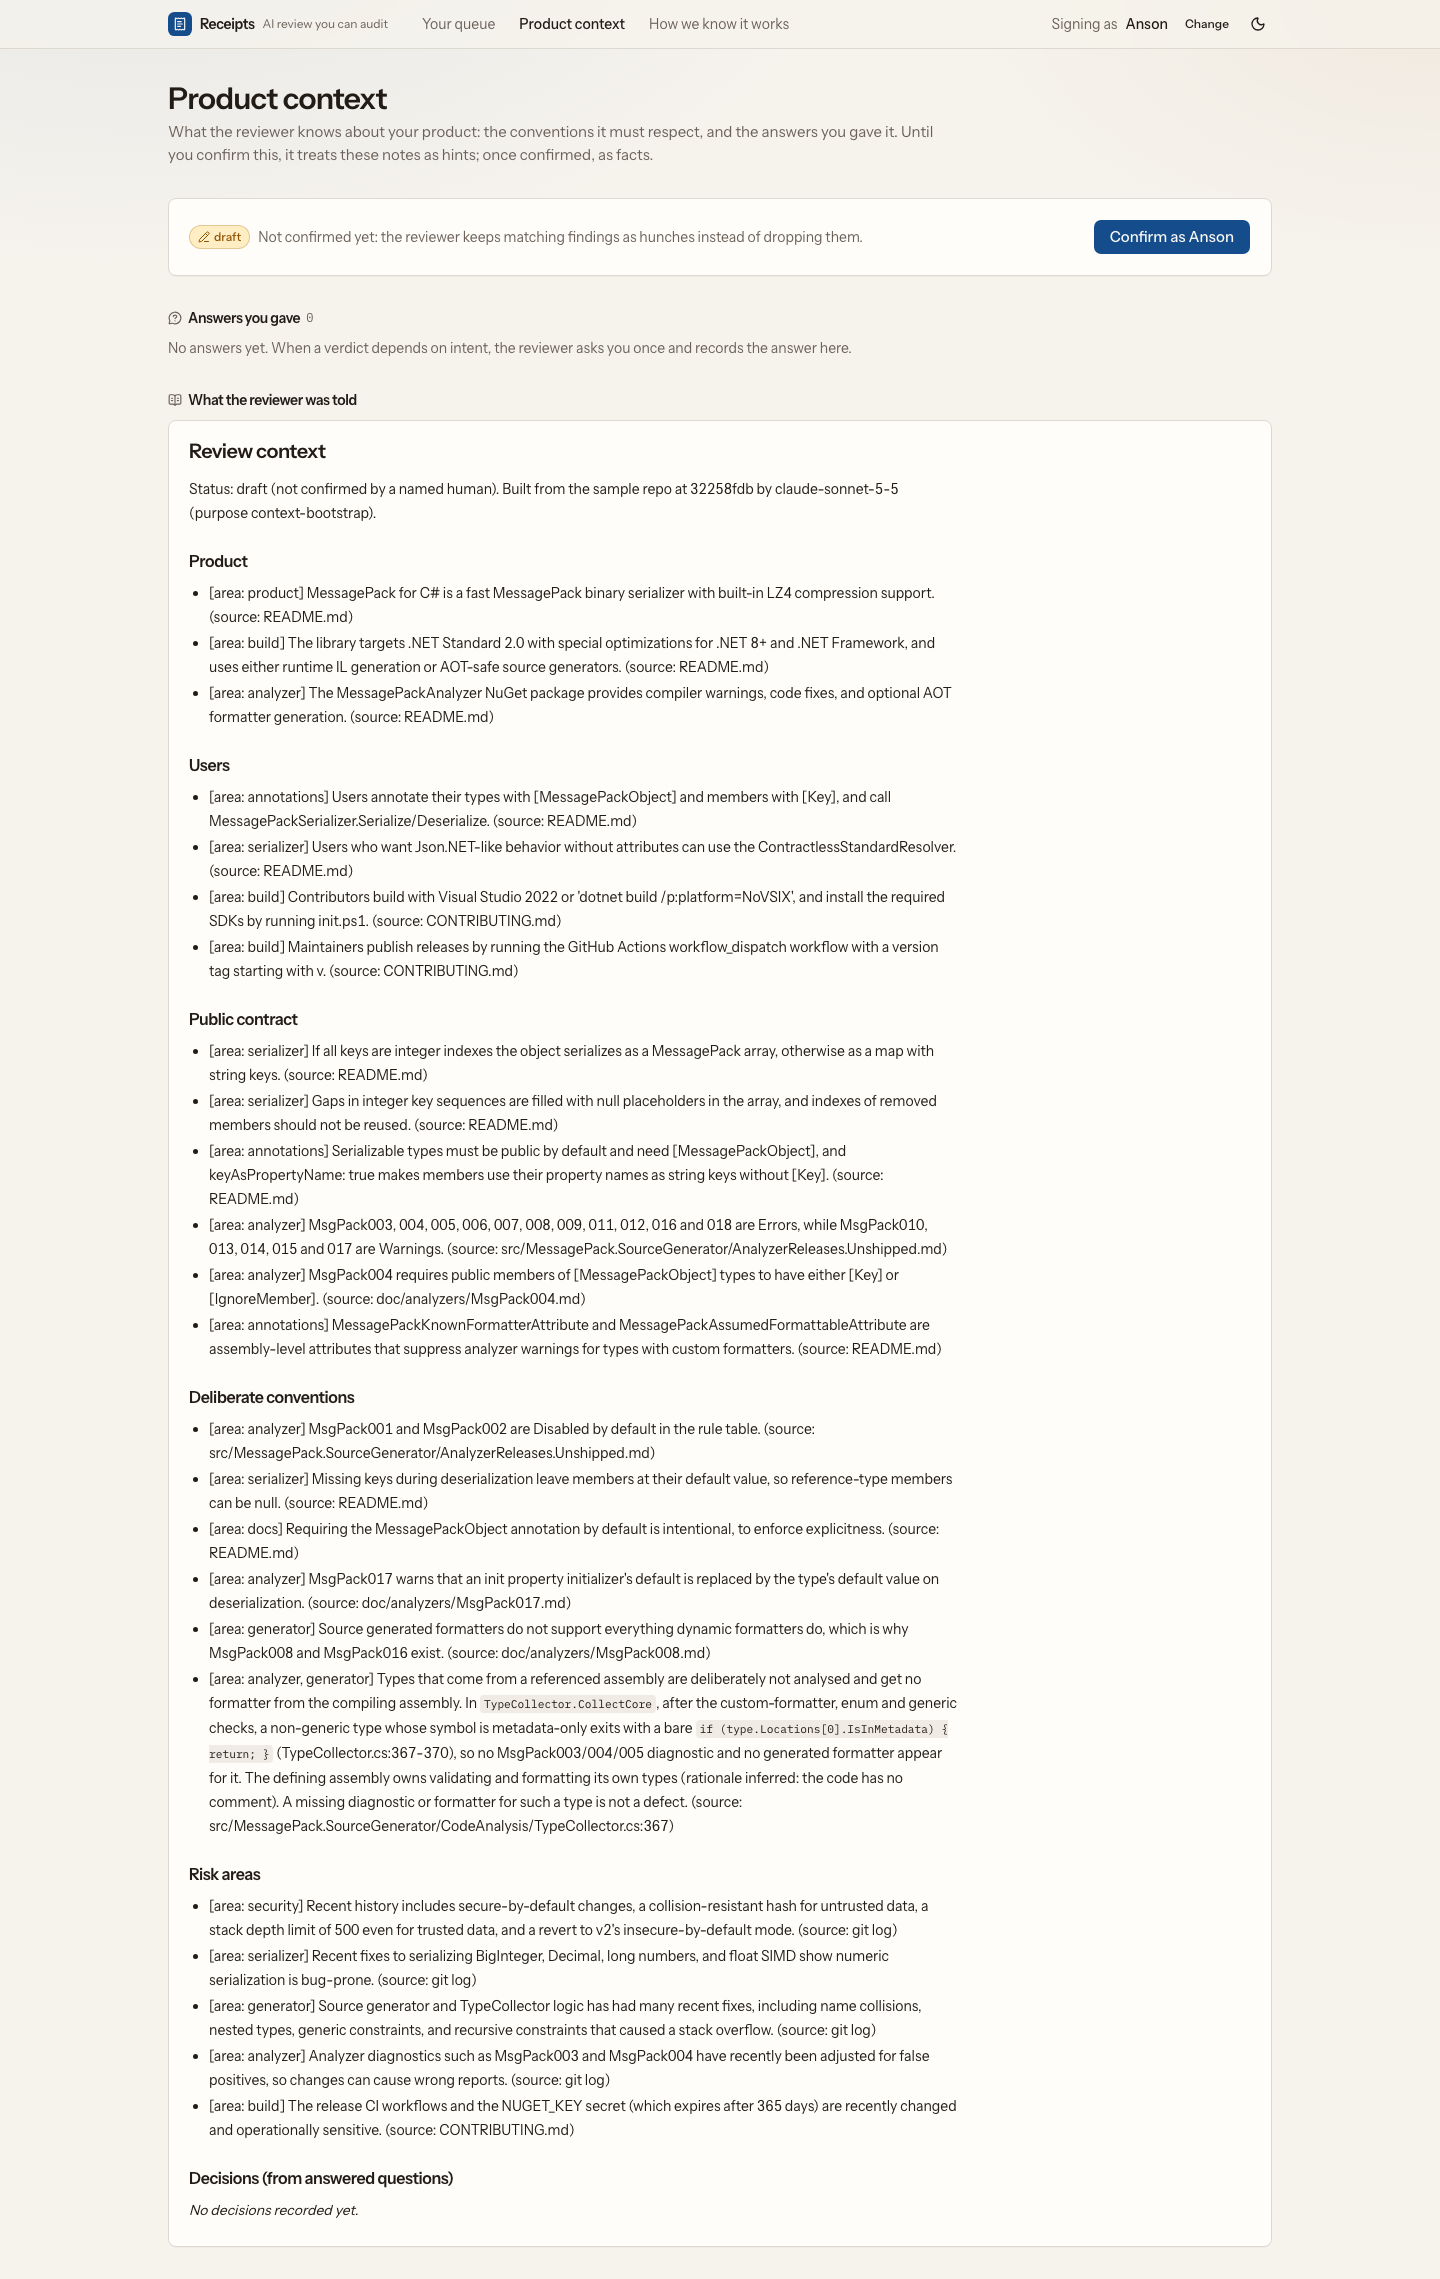 Receipts AI review you can audit Your queue Product context How we know it works Signing as Anson Change
Product context
What the reviewer knows about your product: the conventions it must respect, and the answers you gave it. Until
you confirm this, it treats these notes as hints; once confirmed, as facts.
draft Not confirmed yet: the reviewer keeps matching findings as hunches instead of dropping them. Confirm as Anson
Answers you gave 0
No answers yet. When a verdict depends on intent, the reviewer asks you once and records the answer here.
What the reviewer was told
Review context
Status: draft (not confirmed by a named human). Built from the sample repo at 32258fdb by claude-sonnet-5-5
(purpose context-bootstrap).
Product
• [area: product] MessagePack for C# is a fast MessagePack binary serializer with built-in LZ4 compression support.
(source: README.md)
• [area: build] The library targets .NET Standard 2.0 with special optimizations for .NET 8+ and .NET Framework, and
uses either runtime IL generation or AOT-safe source generators. (source: README.md)
• [area: analyzer] The MessagePackAnalyzer NuGet package provides compiler warnings, code fixes, and optional AOT
formatter generation. (source: README.md)
Users
• [area: annotations] Users annotate their types with [MessagePackObject] and members with [Key], and call
MessagePackSerializer.Serialize/Deserialize. (source: README.md)
• [area: serializer] Users who want Json.NET-like behavior without attributes can use the ContractlessStandardResolver.
(source: README.md)
• [area: build] Contributors build with Visual Studio 2022 or 'dotnet build /p:platform=NoVSIX', and install the required
SDKs by running init.ps1. (source: CONTRIBUTING.md)
• [area: build] Maintainers publish releases by running the GitHub Actions workflow_dispatch workflow with a version
tag starting with v. (source: CONTRIBUTING.md)
Public contract
• [area: serializer] If all keys are integer indexes the object serializes as a MessagePack array, otherwise as a map with
string keys. (source: README.md)
• [area: serializer] Gaps in integer key sequences are filled with null placeholders in the array, and indexes of removed
members should not be reused. (source: README.md)
• [area: annotations] Serializable types must be public by default and need [MessagePackObject], and
keyAsPropertyName: true makes members use their property names as string keys without [Key]. (source:
README.md)
• [area: analyzer] MsgPack003, 004, 005, 006, 007, 008, 009, 011, 012, 016 and 018 are Errors, while MsgPack010,
013, 014, 015 and 017 are Warnings. (source: src/MessagePack.SourceGenerator/AnalyzerReleases.Unshipped.md)
• [area: analyzer] MsgPack004 requires public members of [MessagePackObject] types to have either [Key] or
[IgnoreMember]. (source: doc/analyzers/MsgPack004.md)
• [area: annotations] MessagePackKnownFormatterAttribute and MessagePackAssumedFormattableAttribute are
assembly-level attributes that suppress analyzer warnings for types with custom formatters. (source: README.md)
Deliberate conventions
• [area: analyzer] MsgPack001 and MsgPack002 are Disabled by default in the rule table. (source:
src/MessagePack.SourceGenerator/AnalyzerReleases.Unshipped.md)
• [area: serializer] Missing keys during deserialization leave members at their default value, so reference-type members
can be null. (source: README.md)
• [area: docs] Requiring the MessagePackObject annotation by default is intentional, to enforce explicitness. (source:
README.md)
• [area: analyzer] MsgPack017 warns that an init property initializer's default is replaced by the type's default value on
deserialization. (source: doc/analyzers/MsgPack017.md)
• [area: generator] Source generated formatters do not support everything dynamic formatters do, which is why
MsgPack008 and MsgPack016 exist. (source: doc/analyzers/MsgPack008.md)
• [area: analyzer, generator] Types that come from a referenced assembly are deliberately not analysed and get no
formatter from the compiling assembly. In TypeCollector.CollectCore, after the custom-formatter, enum and generic
checks, a non-generic type whose symbol is metadata-only exits with a bare if (type.Locations[0].IsInMetadata) {
return; } (TypeCollector.cs:367-370), so no MsgPack003/004/005 diagnostic and no generated formatter appear
for it. The defining assembly owns validating and formatting its own types (rationale inferred: the code has no
comment). A missing diagnostic or formatter for such a type is not a defect. (source:
src/MessagePack.SourceGenerator/CodeAnalysis/TypeCollector.cs:367)
Risk areas
• [area: security] Recent history includes secure-by-default changes, a collision-resistant hash for untrusted data, a
stack depth limit of 500 even for trusted data, and a revert to v2's insecure-by-default mode. (source: git log)
• [area: serializer] Recent fixes to serializing BigInteger, Decimal, long numbers, and float SIMD show numeric
serialization is bug-prone. (source: git log)
• [area: generator] Source generator and TypeCollector logic has had many recent fixes, including name collisions,
nested types, generic constraints, and recursive constraints that caused a stack overflow. (source: git log)
• [area: analyzer] Analyzer diagnostics such as MsgPack003 and MsgPack004 have recently been adjusted for false
positives, so changes can cause wrong reports. (source: git log)
• [area: build] The release CI workflows and the NUGET_KEY secret (which expires after 365 days) are recently changed
and operationally sensitive. (source: CONTRIBUTING.md)
Decisions (from answered questions)
No decisions recorded yet.